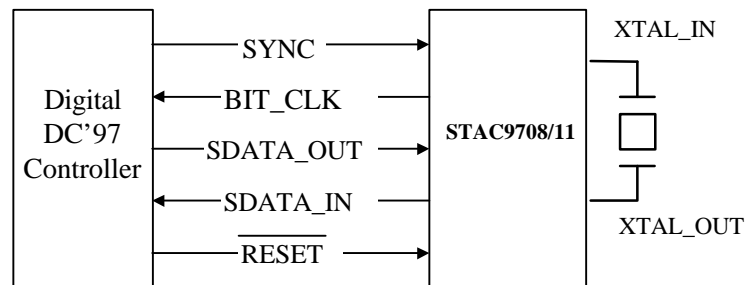 Digital
DC’97
Controller
SYNC
BIT_CLK
SDATA_OUT
SDATA_IN
RESET
STAC9708/11
XTAL_IN
XTAL_OUT